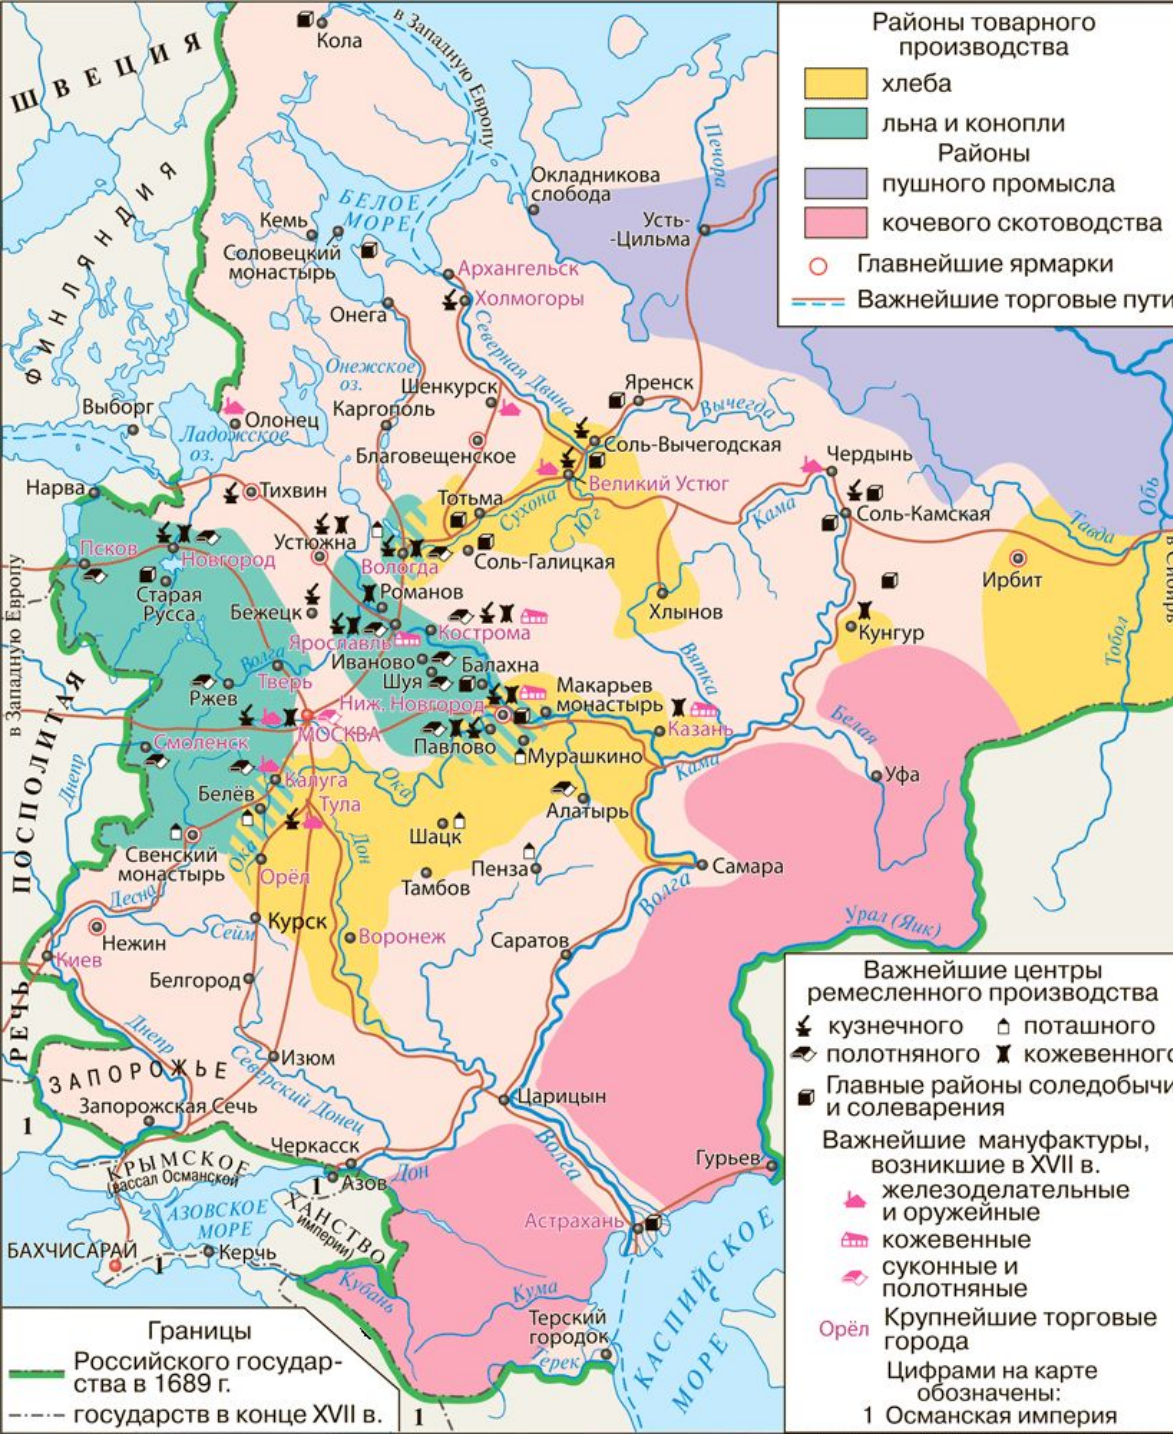 Районы товарного
производства
хлеба
льна и конопли
Районы
пушного промысла
кочевого скотоводства
Главнейшие ярмарки
Важнейшие торговые пути
ШВЕЦИЯ
Кола
в Западную Европу
Печора
ФИНЛЯНДИЯ
Окладникова
слобода
БЕЛОЕ
МОРЕ
Кемь
Усть-
-Цильма
Соловецкий
монастырь
Архангельск
Холмогоры
Онега
Северная Двина
Онежское
оз.
Шенкурск
Яренск
Вычегда
Выборг
Олонец
Каргополь
Ладожское
оз.
Благовещенское
Соль-Вычегодская
Чердынь
Нарва
Тихвин
Тотьма
Великий Устюг
Сухона
Юг
Кама
Соль-Камская
Обь
Тавда
Устюжна
Псков
Новгород
Вологда
Соль-Галицкая
Ирбит
в Западную Европу
в Сибирь
Старая
Русса
Романов
Хлынов
Бежецк
Кострома
Кунгур
Ярославль
Тобол
Волга
Иваново
Балахна
Вятка
Тверь
Шуя
Ржев
Ниж. Новгород
Макарьев
монастырь
МОСКВА
Казань
Белая
Смоленск
Павлово
Мурашкино
Кама
Уфа
РЕЧЬ ПОСПОЛИТАЯ
Днепр
Калуга
Ока
Белёв
Тула
Алатырь
Шацк
Дон
Свенский
монастырь
Ока
Орёл
Пенза
Самара
Тамбов
Десна
Волга
Курск
Урал (Яик)
Сейм
Нежин
Воронеж
Саратов
Киев
Белгород
Днепр
Изюм
ЗАПОРОЖЬЕ
Северский Донец
Царицын
Запорожская Сечь
1
Черкасск
Волга
Гурьев
КРЫМСКОЕ
(вассал Османской
Дон
1
Азов
АЗОВСКОЕ
МОРЕ
ХАНСТВО
империи)
Астрахань
БАХЧИСАРАЙ
1
Керчь
Кубань
Кума
КАСПИЙСКОЕ
МОРЕ
Терский
городок
Терек
1
Границы
Российского государ-
ства в 1689 г.
государств в конце XVII в.
Важнейшие центры
ремесленного производства
кузнечного
поташного
полотняного
кожевенного
Главные районы соледобычи
и солеварения
Важнейшие мануфактуры,
возникшие в XVII в.
железоделательные
и оружейные
кожевенные
суконные и
полотняные
Орёл Крупнейшие торговые
города
Цифрами на карте
обозначены:
1 Османская империя